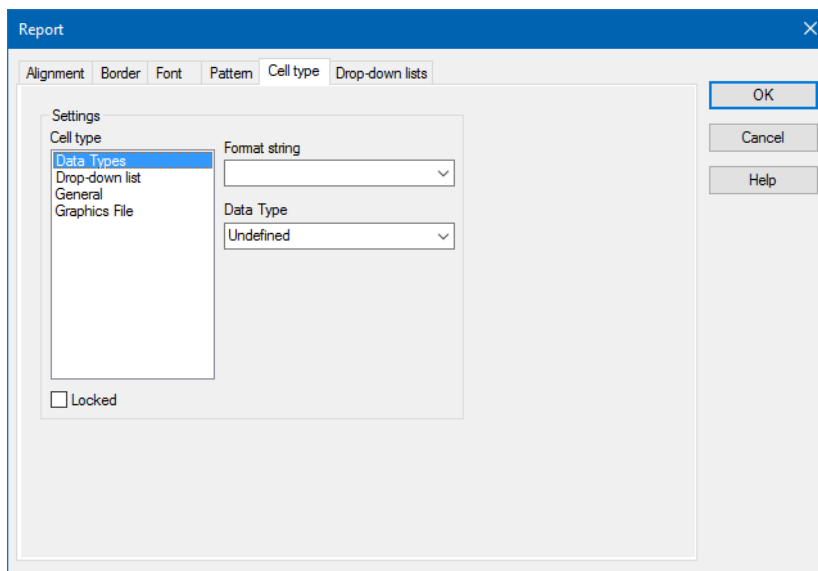 Report
Alignment Border Font Pattern Cell type Drop-down lists
OK
Cancel
Help
Settings
Cell type
Data Types
Drop-down list
General
Graphics File
Format string
Data Type
Undefined
Locked